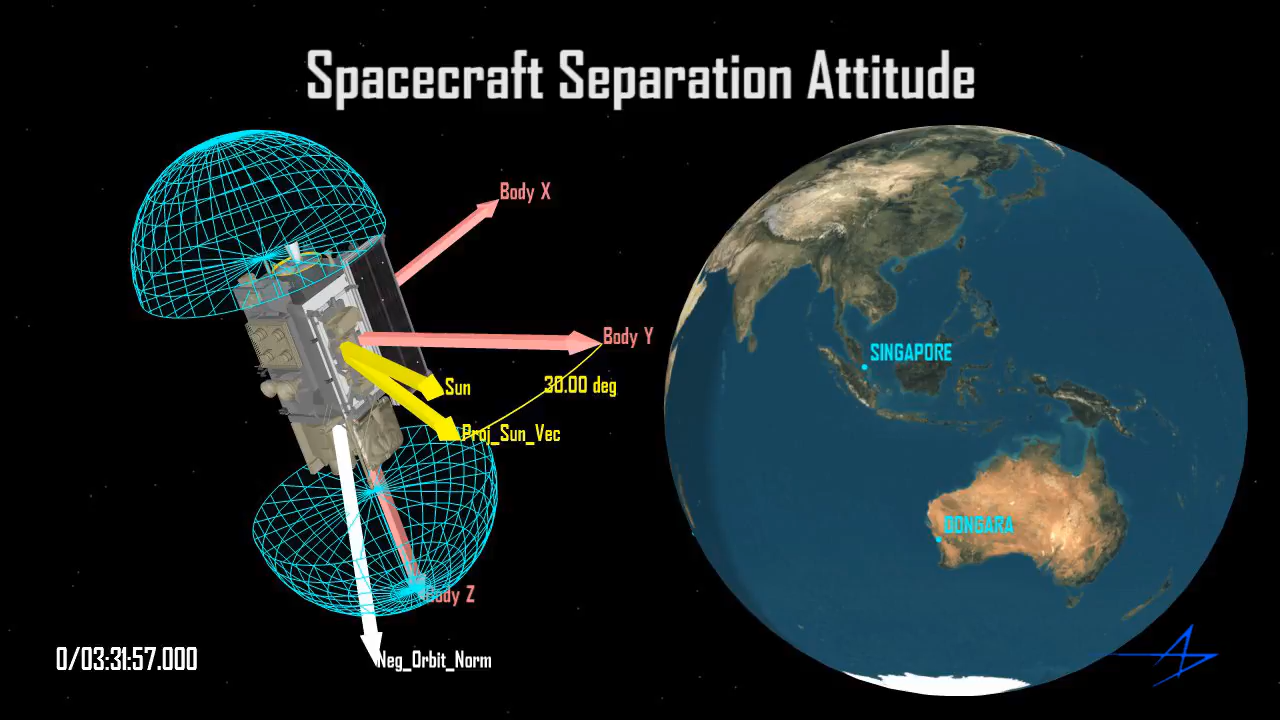 Spacecraft Separation Attitude
Body X
Body Y
Sun
30.00 deg
Proj_Sun_Vec
Body Z
Neg_Orbit_Norm
0/03:31:57.000
SINGAPORE
DONGARA